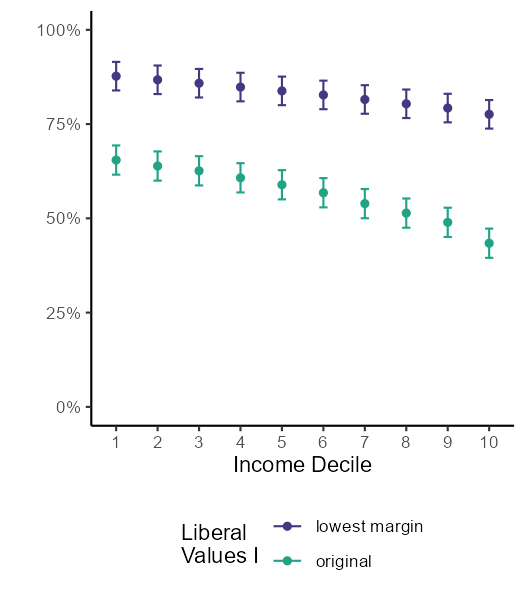 100%
75%
50%
25%
0%
1 2 3 4 5 6 7 8 9 10
Income Decile
Liberal
Values I
lowest margin
original